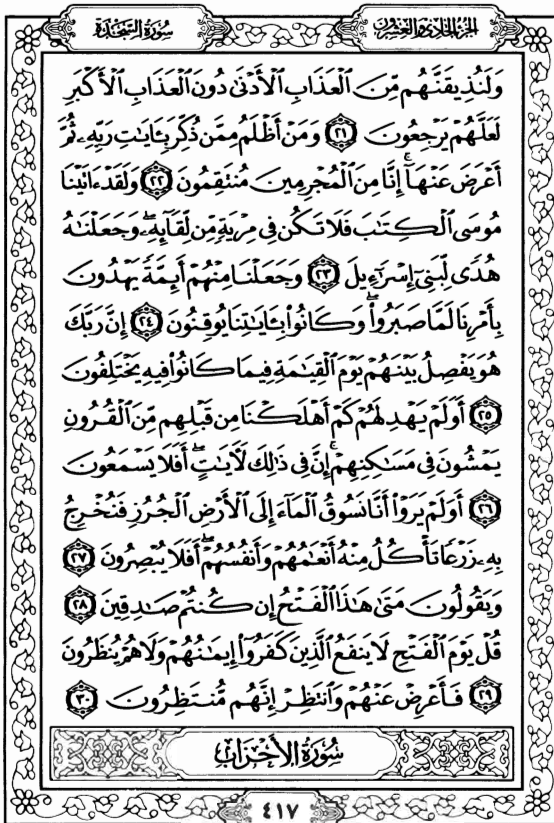 الجزء الحادي والعشرون
سورة السجدة
وَلَنُذِيقَنَّهُم مِّنَ ٱلْعَذَابِ ٱلْأَدْنَىٰ دُونَ ٱلْعَذَابِ ٱلْأَكْبَرِ
لَعَلَّهُمْ يَرْجِعُونَ ٢١ وَمَنْ أَظْلَمُ مِمَّن ذُكِّرَ بِـَٔايَٰتِ رَبِّهِۦ ثُمَّ
أَعْرَضَ عَنْهَآ ۚ إِنَّا مِنَ ٱلْمُجْرِمِينَ مُنتَقِمُونَ ٢٢ وَلَقَدْ ءَاتَيْنَا
مُوسَى ٱلْكِتَٰبَ فَلَا تَكُن فِى مِرْيَةٍ مِّن لِّقَآئِهِۦ ۖ وَجَعَلْنَٰهُ
هُدًى لِّبَنِىٓ إِسْرَٰٓءِيلَ ٢٣ وَجَعَلْنَا مِنْهُمْ أَئِمَّةً يَهْدُونَ
بِأَمْرِنَا لَمَّا صَبَرُوا۟ ۖ وَكَانُوا۟ بِـَٔايَٰتِنَا يُوقِنُونَ ٢٤ إِنَّ رَبَّكَ
هُوَ يَفْصِلُ بَيْنَهُمْ يَوْمَ ٱلْقِيَٰمَةِ فِيمَا كَانُوا۟ فِيهِ يَخْتَلِفُونَ
٢٥ أَوَلَمْ يَهْدِ لَهُمْ كَمْ أَهْلَكْنَا مِن قَبْلِهِم مِّنَ ٱلْقُرُونِ
يَمْشُونَ فِى مَسَٰكِنِهِمْ ۚ إِنَّ فِى ذَٰلِكَ لَـَٔايَٰتٍ ۖ أَفَلَا يَسْمَعُونَ
٢٦ أَوَلَمْ يَرَوْا۟ أَنَّا نَسُوقُ ٱلْمَآءَ إِلَى ٱلْأَرْضِ ٱلْجُرُزِ فَنُخْرِجُ
بِهِۦ زَرْعًا تَأْكُلُ مِنْهُ أَنْعَٰمُهُمْ وَأَنفُسُهُمْ ۖ أَفَلَا يُبْصِرُونَ ٢٧
وَيَقُولُونَ مَتَىٰ هَٰذَا ٱلْفَتْحُ إِن كُنتُمْ صَٰدِقِينَ ٢٨
قُلْ يَوْمَ ٱلْفَتْحِ لَا يَنفَعُ ٱلَّذِينَ كَفَرُوٓا۟ إِيمَٰنُهُمْ وَلَا هُمْ يُنظَرُونَ
٢٩ فَأَعْرِضْ عَنْهُمْ وَٱنتَظِرْ إِنَّهُم مُّنتَظِرُونَ ٣٠
سورة الأحزاب
٤١٧